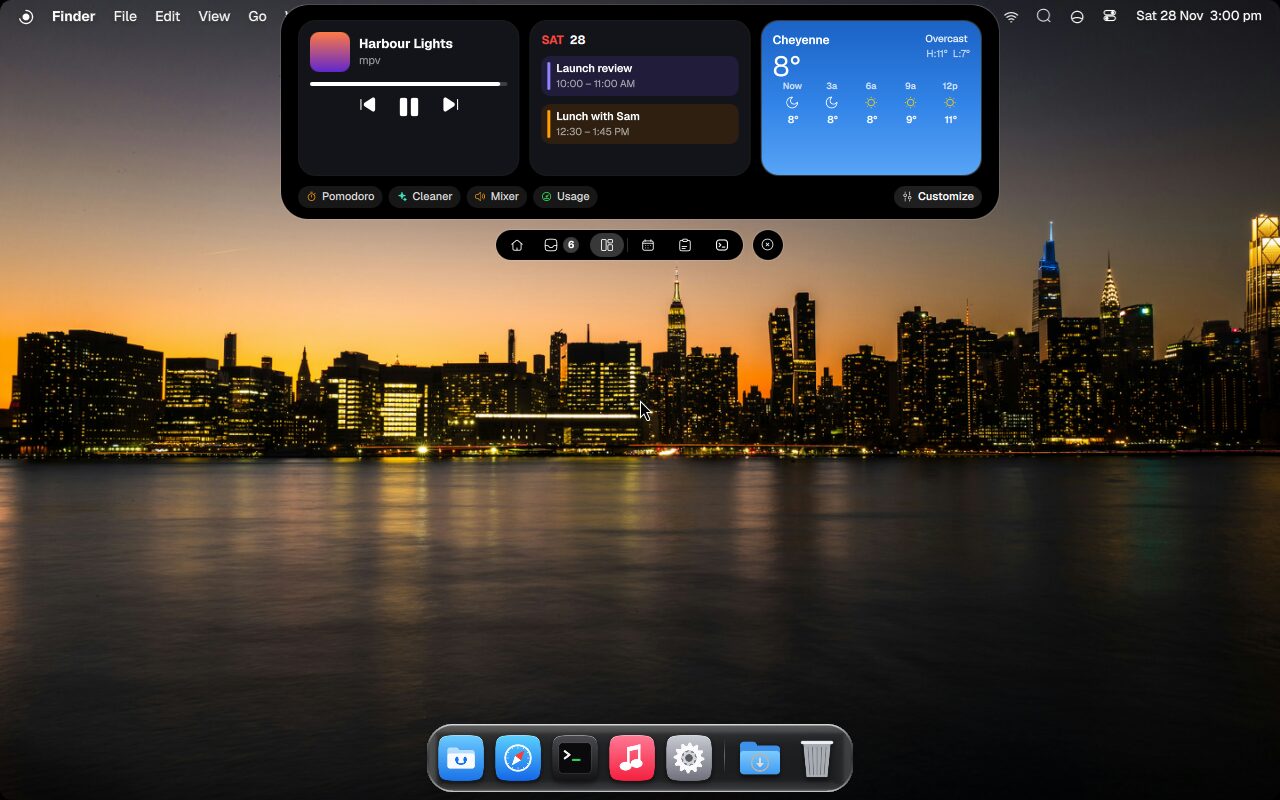 Finder File Edit View Go
Sat 28 Nov 3:00 pm
Harbour Lights
mpv
SAT 28
Launch review
10:00 – 11:00 AM
Lunch with Sam
12:30 – 1:45 PM
Cheyenne
Overcast
8°
H:11° L:7°
Now 3a 6a 9a 12p
8° 8° 8° 9° 11°
Pomodoro Cleaner Mixer Usage Customize
6